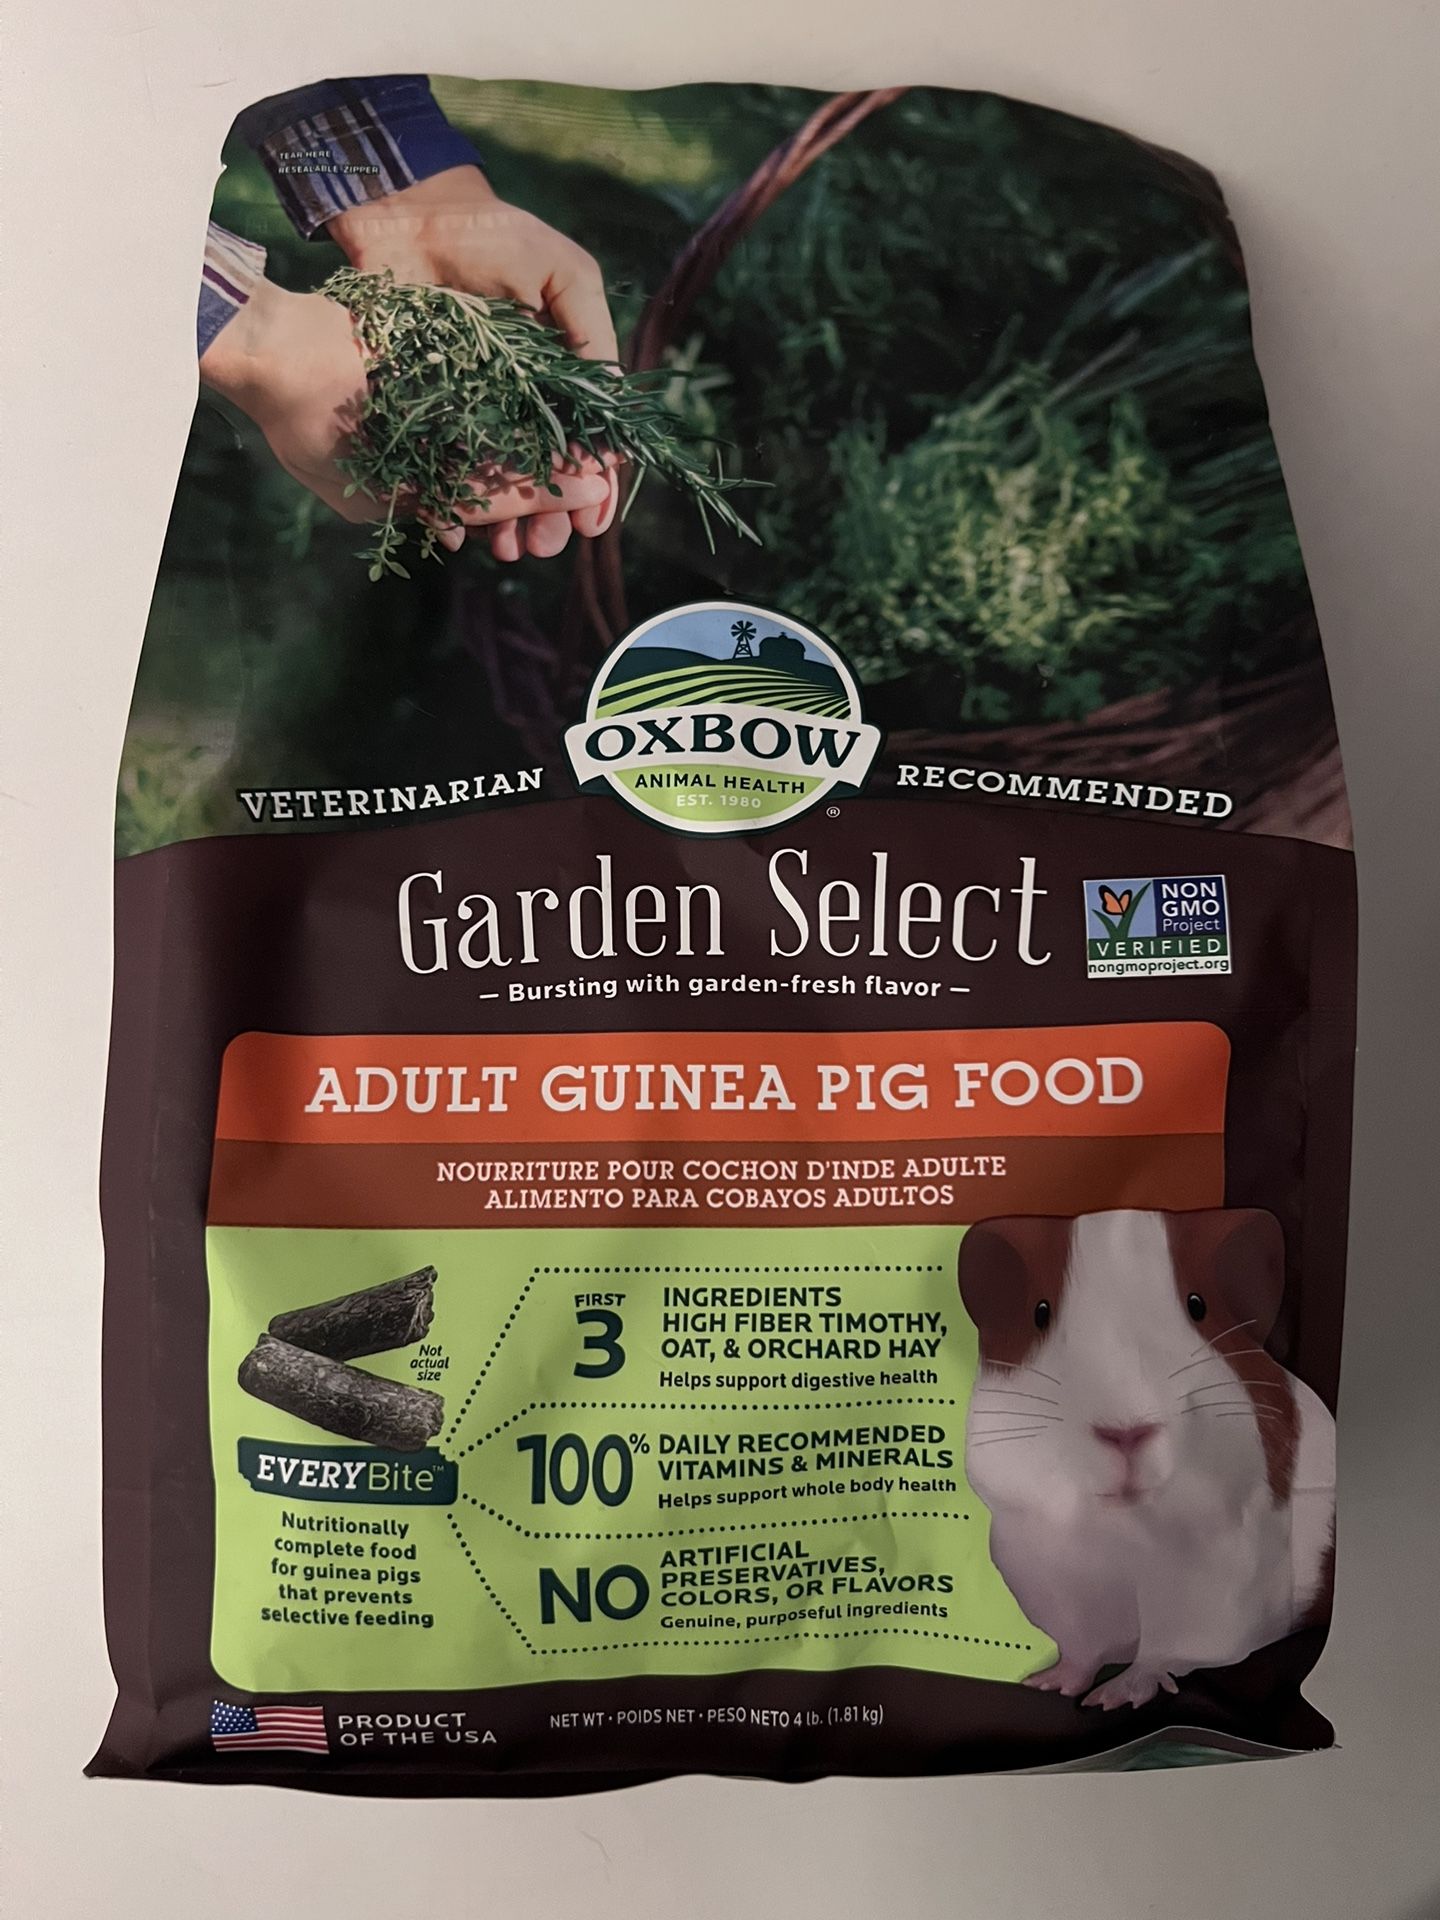 TEAR HERE
RESEALABLE ZIPPER
OXBOW
ANIMAL HEALTH
EST. 1980
®
VETERINARIAN RECOMMENDED
Garden Select
— Bursting with garden-fresh flavor —
NON
GMO
Project
VERIFIED
nongmoproject.org
ADULT GUINEA PIG FOOD
NOURRITURE POUR COCHON D'INDE ADULTE
ALIMENTO PARA COBAYOS ADULTOS
Not
actual
size
EVERYBite™
Nutritionally
complete food
for guinea pigs
that prevents
selective feeding
FIRST
3
INGREDIENTS
HIGH FIBER TIMOTHY,
OAT, & ORCHARD HAY
Helps support digestive health
100%
DAILY RECOMMENDED
VITAMINS & MINERALS
Helps support whole body health
NO
ARTIFICIAL
PRESERVATIVES,
COLORS, OR FLAVORS
Genuine, purposeful ingredients
PRODUCT
OF THE USA
NET WT • POIDS NET • PESO NETO 4 lb. (1.81 kg)